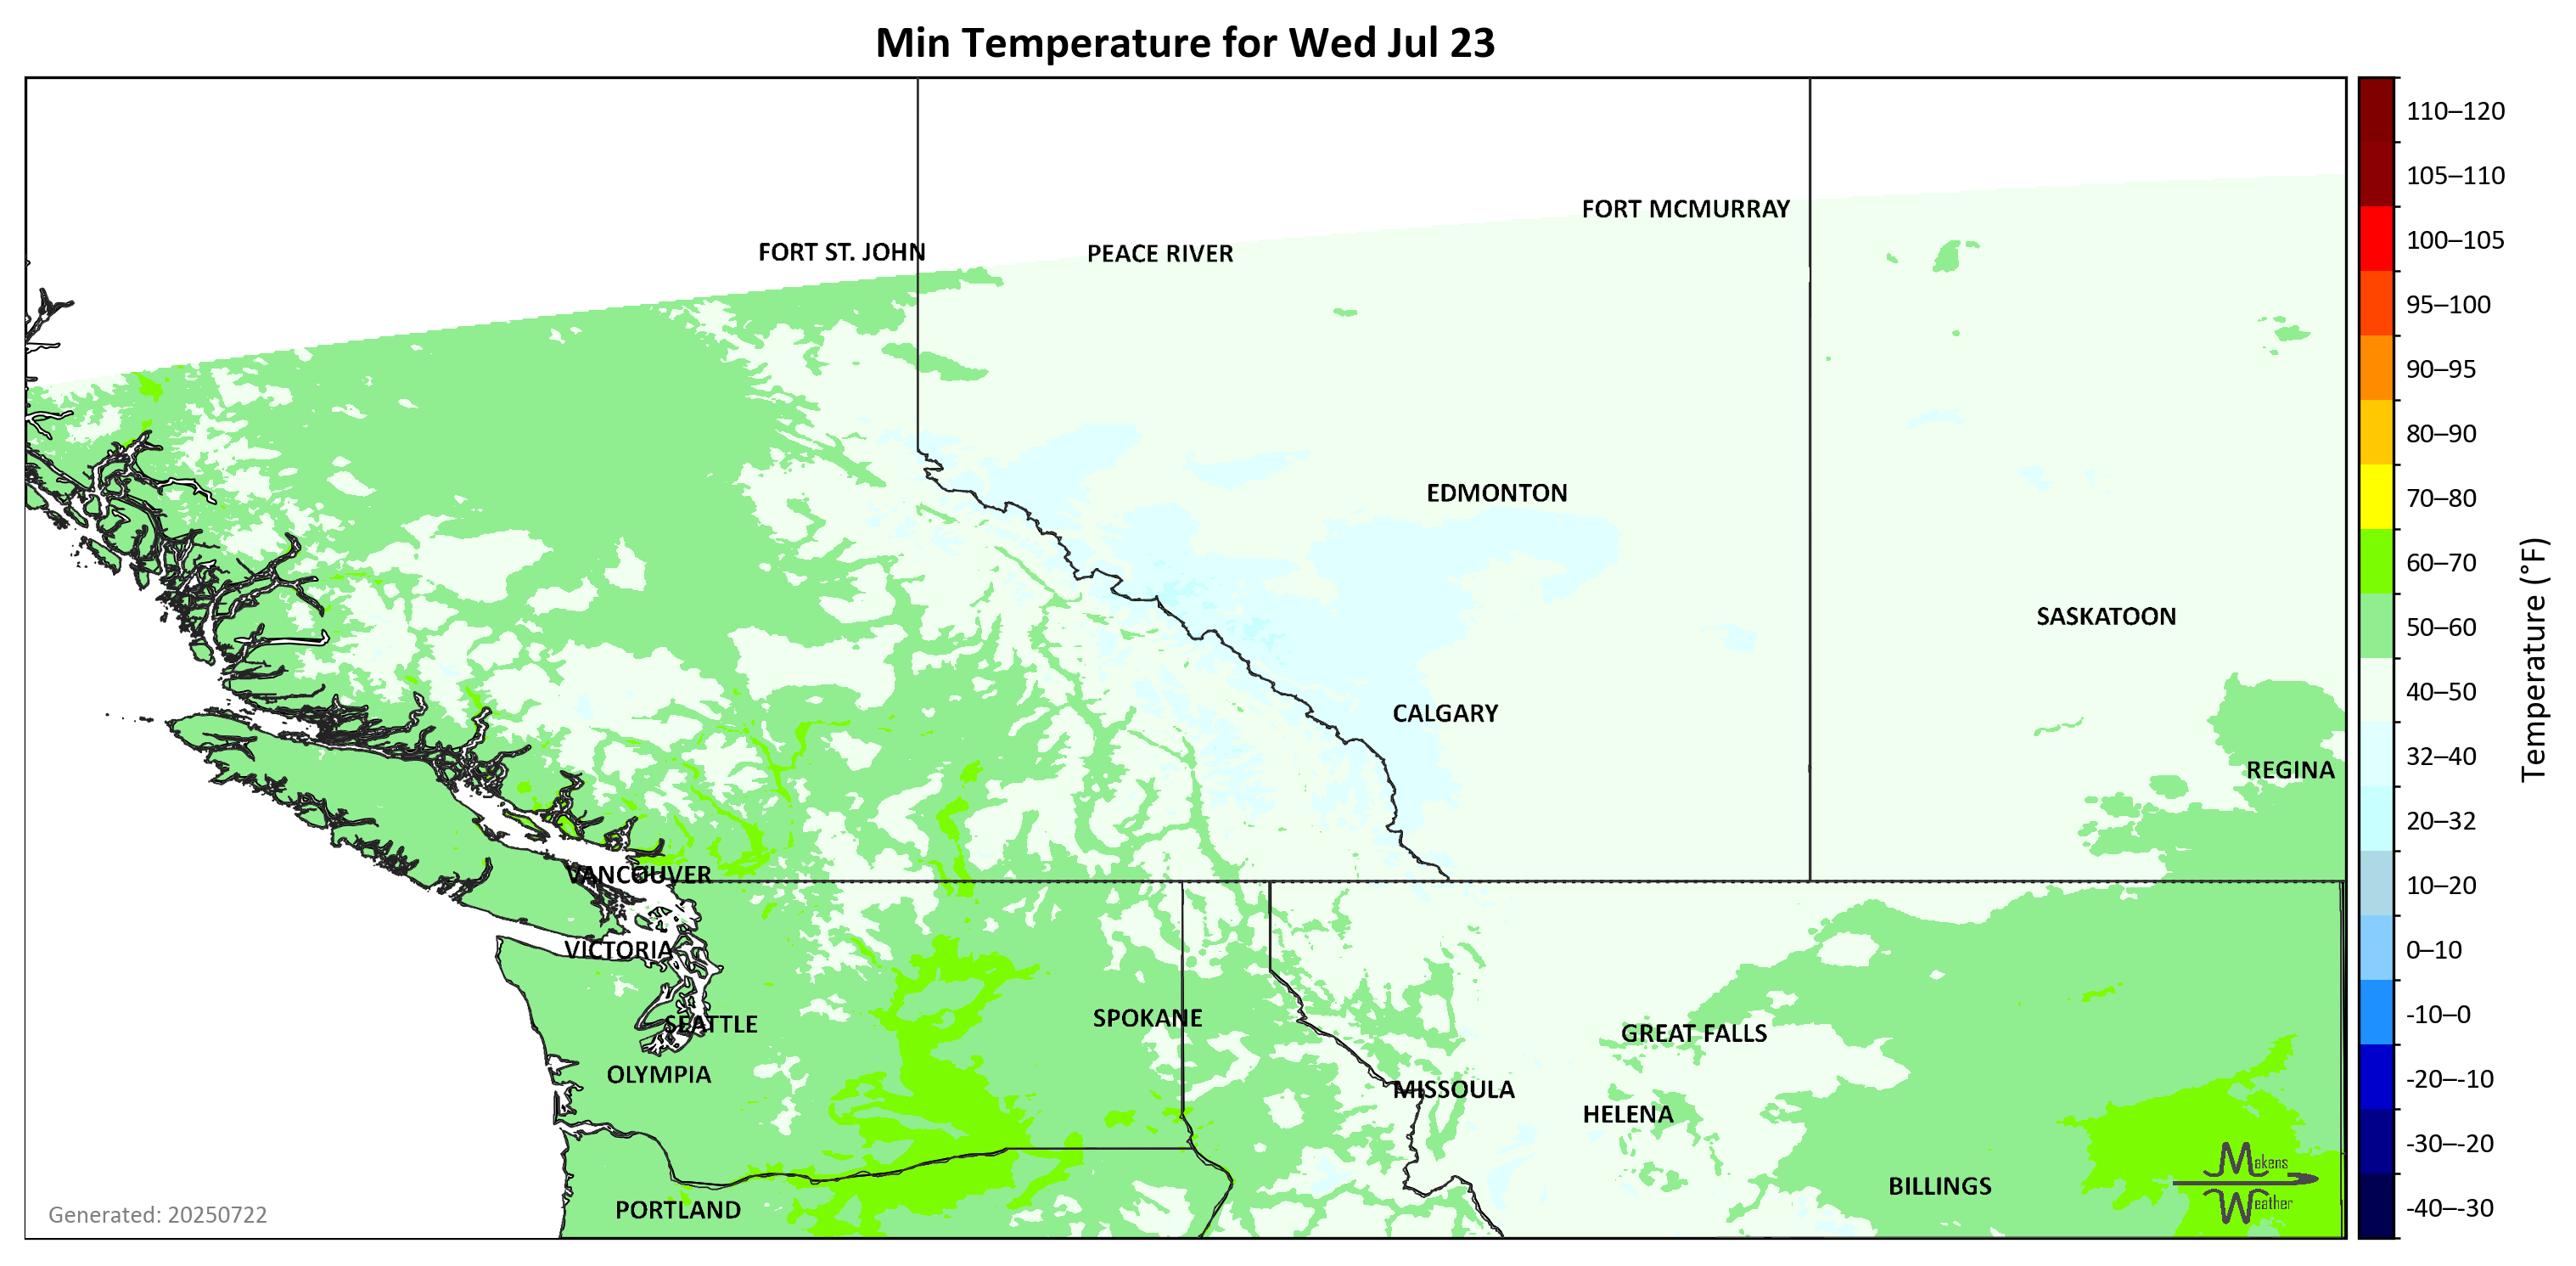 Min Temperature for Wed Jul 23
FORT MCMURRAY
FORT ST. JOHN
PEACE RIVER
EDMONTON
SASKATOON
CALGARY
REGINA
VANCOUVER
VICTORIA
SEATTLE
SPOKANE
GREAT FALLS
OLYMPIA
MISSOULA
HELENA
BILLINGS
PORTLAND
Makens
Weather
Generated: 20250722
110–120
105–110
100–105
95–100
90–95
80–90
70–80
60–70
50–60
40–50
32–40
20–32
10–20
0–10
-10–0
-20–-10
-30–-20
-40–-30
Temperature (°F)